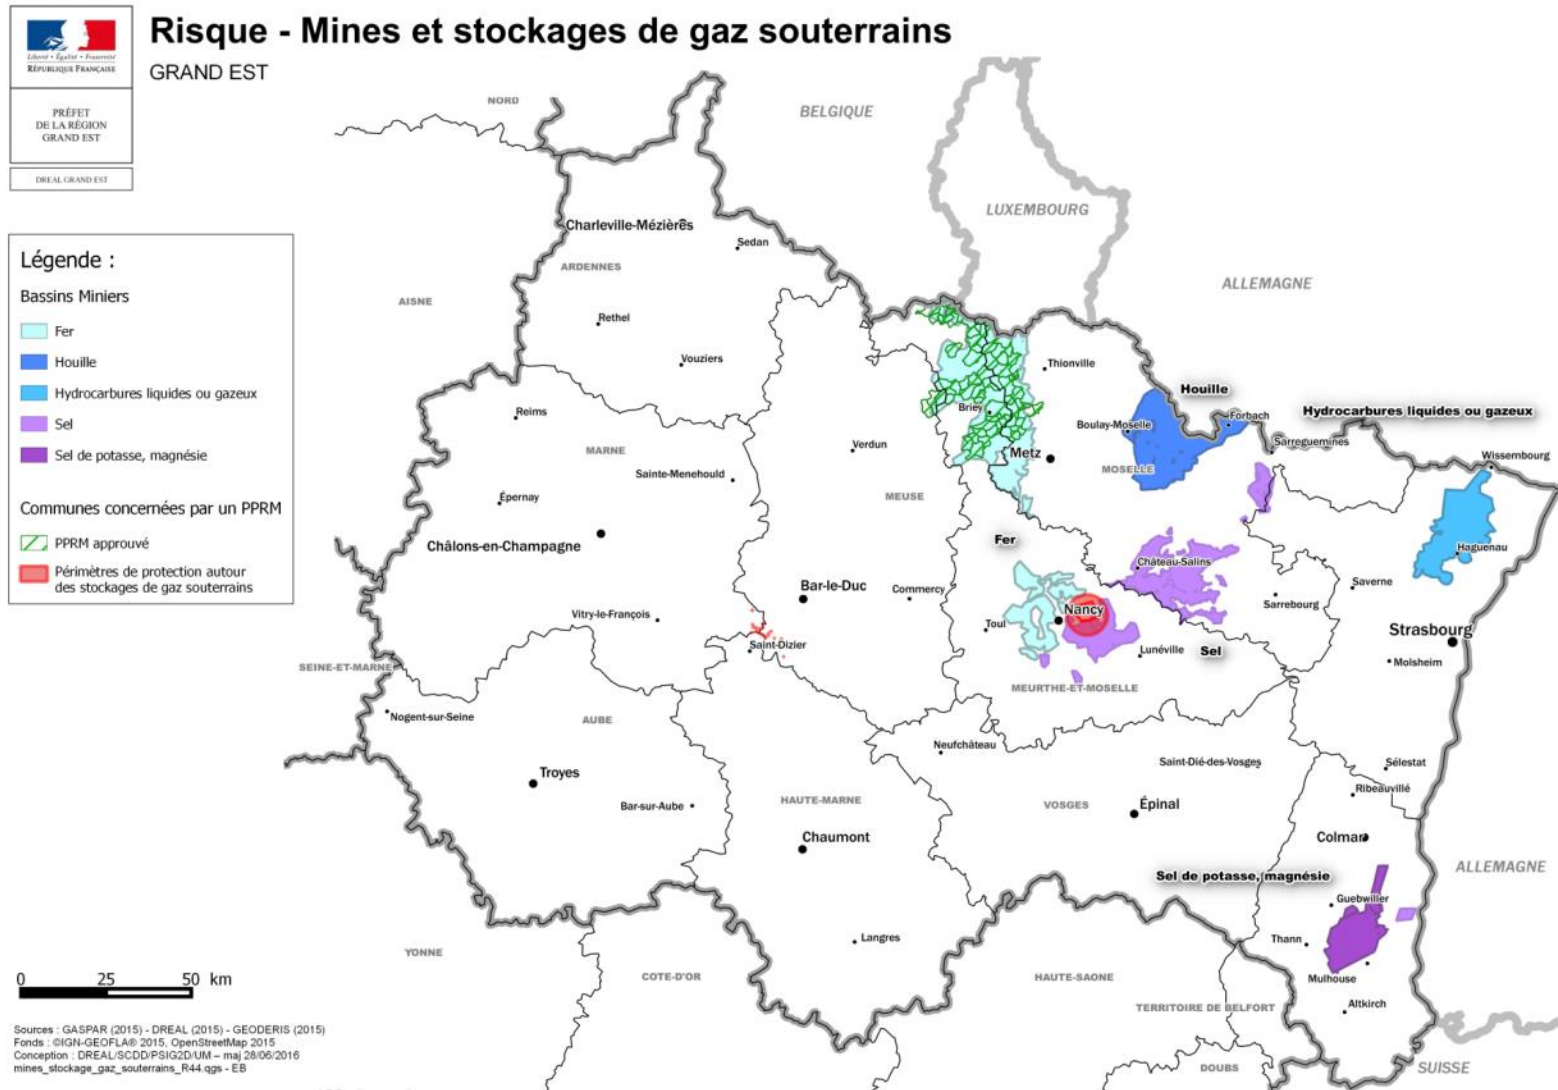 Risque - Mines et stockages de gaz souterrains
GRAND EST
Liberté • Égalité • Fraternité
RÉPUBLIQUE FRANÇAISE
PRÉFET
DE LA RÉGION
GRAND EST
DREAL GRAND EST
Légende :
Bassins Miniers
Fer
Houille
Hydrocarbures liquides ou gazeux
Sel
Sel de potasse, magnésie
Communes concernées par un PPRM
PPRM approuvé
Périmètres de protection autour
des stockages de gaz souterrains
NORD
BELGIQUE
LUXEMBOURG
ALLEMAGNE
Charleville-Mézières
Sedan
ARDENNES
AISNE
Rethel
Vouziers
Thionville
Houille
Reims
Briey
Boulay-Moselle
Forbach
Hydrocarbures liquides ou gazeux
Sarreguemines
Verdun
MARNE
Metz
MOSELLE
Wissembourg
Sainte-Menehould
Épernay
MEUSE
Châlons-en-Champagne
Fer
Haguenau
Château-Salins
Bar-le-Duc
Commercy
Saverne
Sarrebourg
Vitry-le-François
Nancy
Toul
Strasbourg
Saint-Dizier
Lunéville
Sel
Molsheim
SEINE-ET-MARNE
MEURTHE-ET-MOSELLE
Nogent-sur-Seine
AUBE
Neufchâteau
Saint-Dié-des-Vosges
Sélestat
Troyes
Ribeauvillé
Bar-sur-Aube
HAUTE-MARNE
VOSGES
Épinal
Chaumont
Colmar
Sel de potasse, magnésie
ALLEMAGNE
Guebwiller
Langres
Thann
YONNE
COTE-D'OR
HAUTE-SAONE
Mulhouse
TERRITOIRE DE BELFORT
Altkirch
DOUBS
SUISSE
0 25 50 km
Sources : GASPAR (2015) - DREAL (2015) - GEODERIS (2015)
Fonds : ©IGN-GEOFLA® 2015, OpenStreetMap 2015
Conception : DREAL/SCDD/PSIG2D/UM – maj 28/06/2016
mines_stockage_gaz_souterrains_R44.qgs - EB